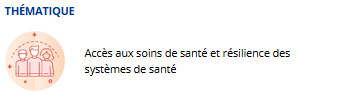 THÉMATIQUE
Accès aux soins de santé et résilience des
systèmes de santé